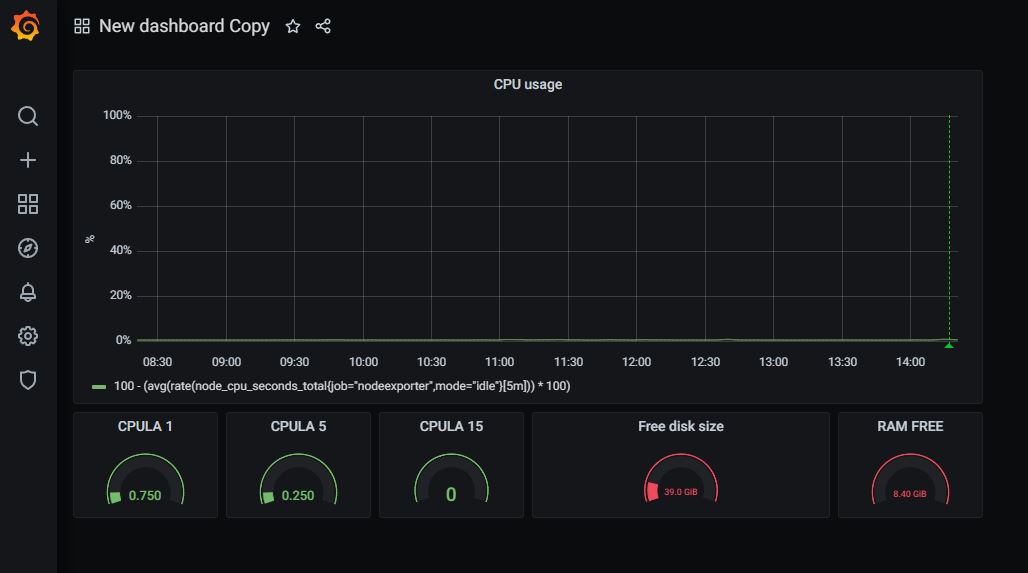 New dashboard Copy
CPU usage
100%
80%
60%
40%
20%
0%
%
08:30 09:00 09:30 10:00 10:30 11:00 11:30 12:00 12:30 13:00 13:30 14:00
100 - (avg(rate(node_cpu_seconds_total{job="nodeexporter",mode="idle"}[5m])) * 100)
CPULA 1 CPULA 5 CPULA 15 Free disk size RAM FREE
0.750 0.250 0 39.0 GiB 8.40 GiB